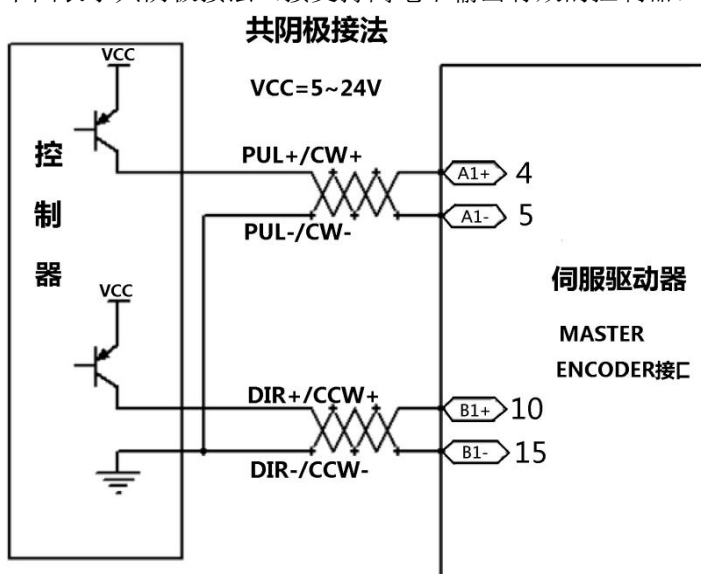 共阴极接法
VCC
VCC=5~24V
控
制
器
PUL+/CW+
A1+ 4
A1- 5
PUL-/CW-
伺服驱动器
VCC
MASTER
ENCODER接口
DIR+/CCW+
B1+ 10
B1- 15
DIR-/CCW-